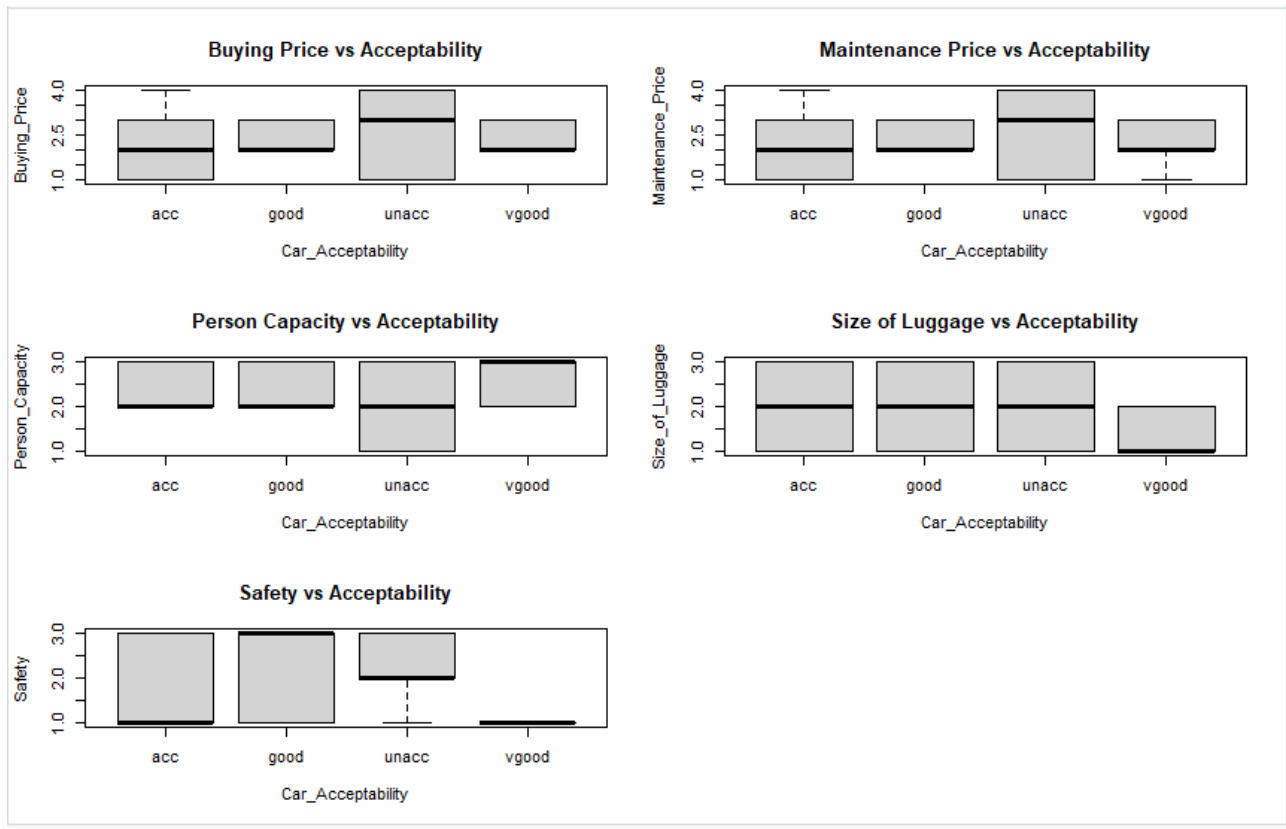 Buying Price vs Acceptability
Buying_Price
4.0
2.5
1.0
acc good unacc vgood
Car_Acceptability
Maintenance Price vs Acceptability
Maintenance_Price
4.0
2.5
1.0
acc good unacc vgood
Car_Acceptability
Person Capacity vs Acceptability
Person_Capacity
3.0
2.0
1.0
acc good unacc vgood
Car_Acceptability
Size of Luggage vs Acceptability
Size_of_Luggage
3.0
2.0
1.0
acc good unacc vgood
Car_Acceptability
Safety vs Acceptability
Safety
3.0
2.0
1.0
acc good unacc vgood
Car_Acceptability